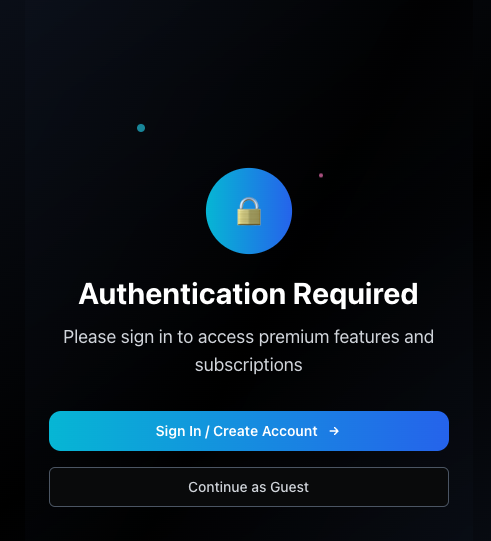 Authentication Required
Please sign in to access premium features and
subscriptions
Sign In / Create Account →
Continue as Guest